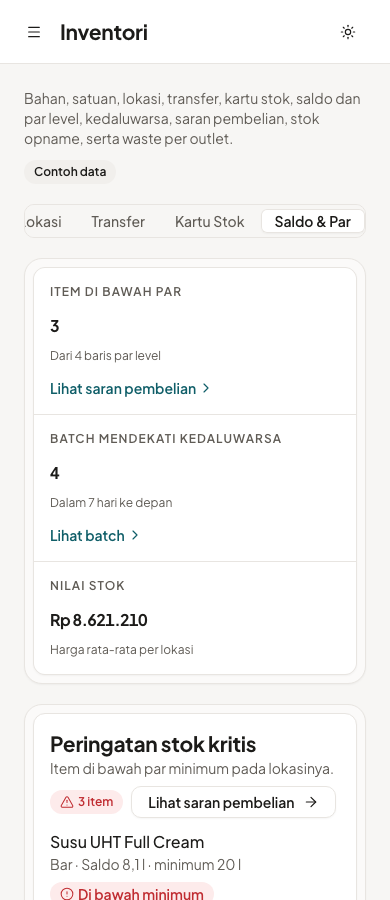 Inventori
Bahan, satuan, lokasi, transfer, kartu stok, saldo dan
par level, kedaluwarsa, saran pembelian, stok
opname, serta waste per outlet.
Contoh data
okasi Transfer Kartu Stok Saldo & Par
ITEM DI BAWAH PAR
3
Dari 4 baris par level
Lihat saran pembelian
BATCH MENDEKATI KEDALUWARSA
4
Dalam 7 hari ke depan
Lihat batch
NILAI STOK
Rp 8.621.210
Harga rata-rata per lokasi
Peringatan stok kritis
Item di bawah par minimum pada lokasinya.
3 item Lihat saran pembelian
Susu UHT Full Cream
Bar · Saldo 8,1 l · minimum 20 l
Di bawah minimum